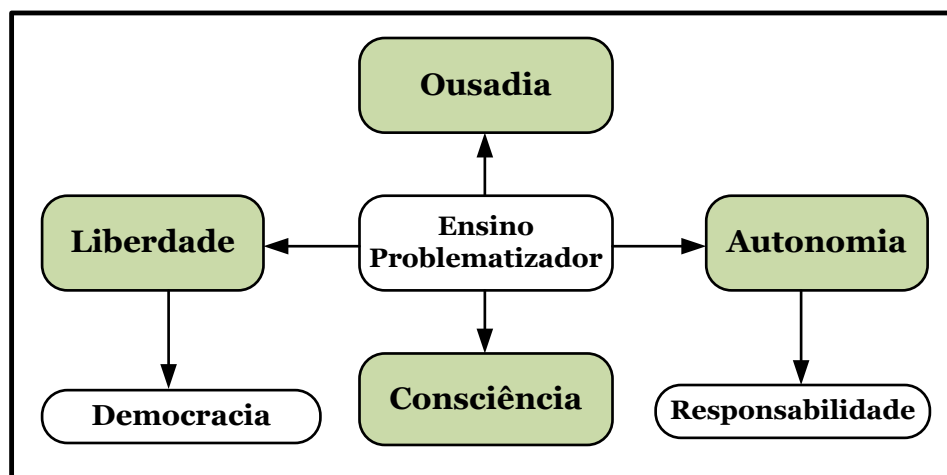 Ousadia
Liberdade
Ensino
Problematizador
Autonomia
Democracia
Consciência
Responsabilidade